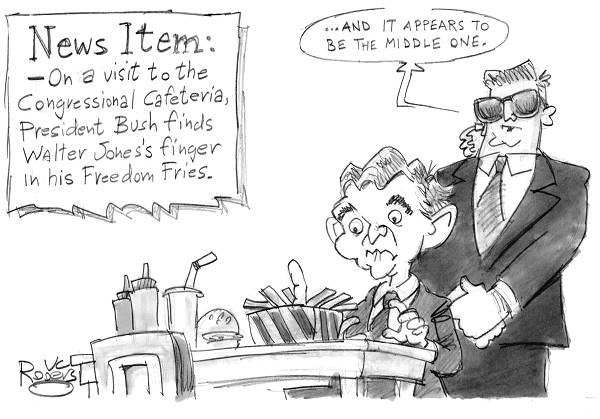 News Item:
-On a visit to the
Congressional Cafeteria,
President Bush finds
Walter Jones's finger
in his Freedom Fries.
...AND IT APPEARS TO
BE THE MIDDLE ONE.